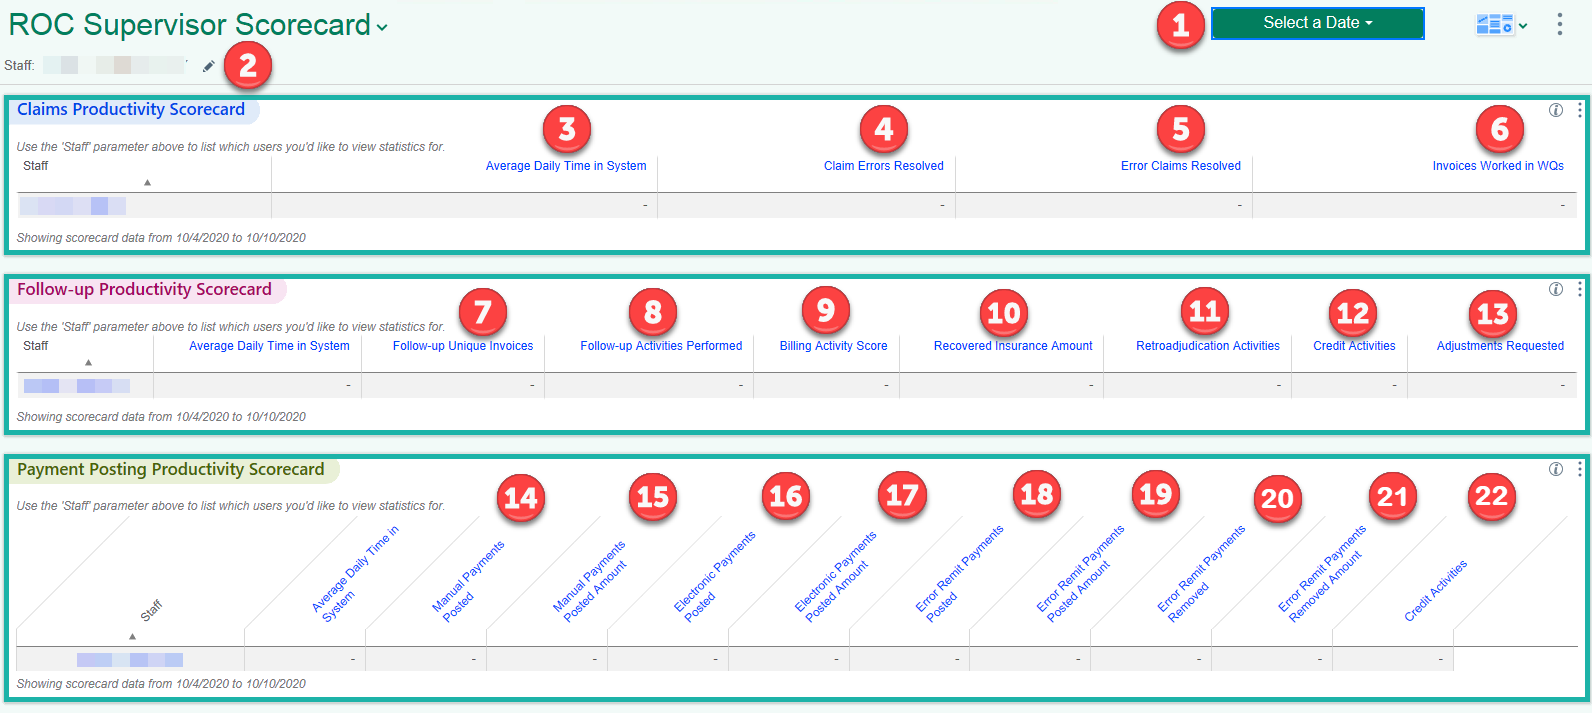 ROC Supervisor Scorecard
1
Select a Date
Staff:
2
Claims Productivity Scorecard
3
4
5
6
Use the 'Staff' parameter above to list which users you'd like to view statistics for.
Staff
Average Daily Time in System
Claim Errors Resolved
Error Claims Resolved
Invoices Worked in WQs
- - - -
Showing scorecard data from 10/4/2020 to 10/10/2020
Follow-up Productivity Scorecard
7
8
9
10
11
12
13
Use the 'Staff' parameter above to list which users you'd like to view statistics for.
Staff
Average Daily Time in System
Follow-up Unique Invoices
Follow-up Activities Performed
Billing Activity Score
Recovered Insurance Amount
Retroadjudication Activities
Credit Activities
Adjustments Requested
- - - - - - - -
Showing scorecard data from 10/4/2020 to 10/10/2020
Payment Posting Productivity Scorecard
14
15
16
17
18
19
20
21
22
Use the 'Staff' parameter above to list which users you'd like to view statistics for.
Staff
Average Daily Time in
System
Manual Payments
Posted
Manual Payments
Posted Amount
Electronic Payments
Posted
Electronic Payments
Posted Amount
Error Remit Payments
Posted
Error Remit Payments
Posted Amount
Error Remit Payments
Removed
Error Remit Payments
Removed Amount
Credit Activities
- - - - - - - - - -
Showing scorecard data from 10/4/2020 to 10/10/2020